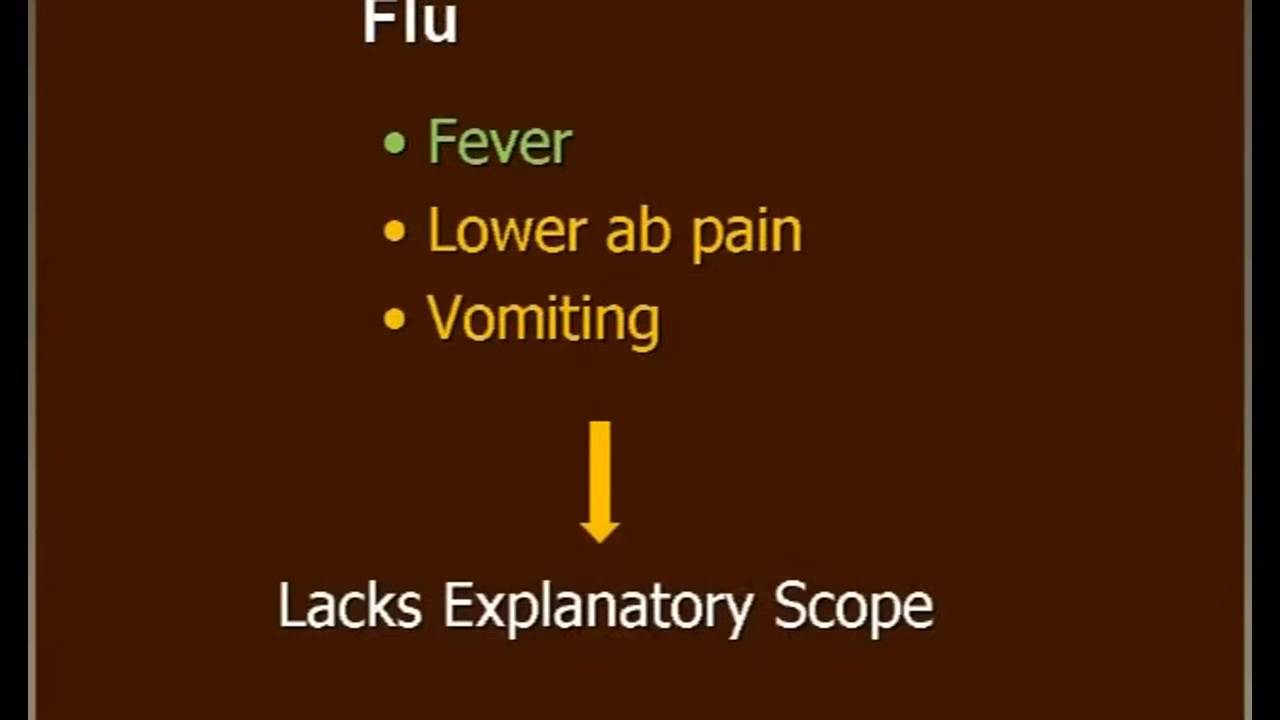 Flu
• Fever
• Lower ab pain
• Vomiting
Lacks Explanatory Scope